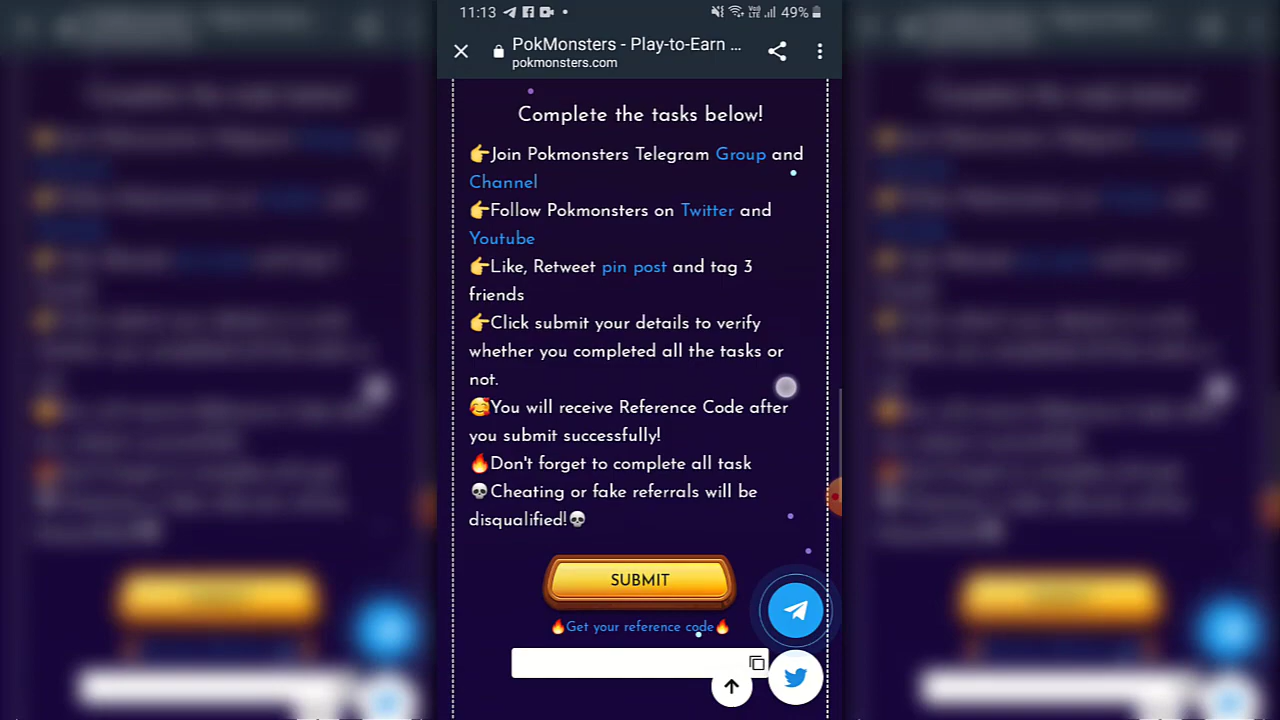 11:13
49%
PokMonsters - Play-to-Earn ...
pokmonsters.com
Complete the tasks below!
👉Join Pokmonsters Telegram Group and
Channel
👉Follow Pokmonsters on Twitter and
Youtube
👉Like, Retweet pin post and tag 3
friends
👉Click submit your details to verify
whether you completed all the tasks or
not.
🥰You will receive Reference Code after
you submit successfully!
🔥Don't forget to complete all task
💀Cheating or fake referrals will be
disqualified!💀
SUBMIT
🔥Get your reference code🔥